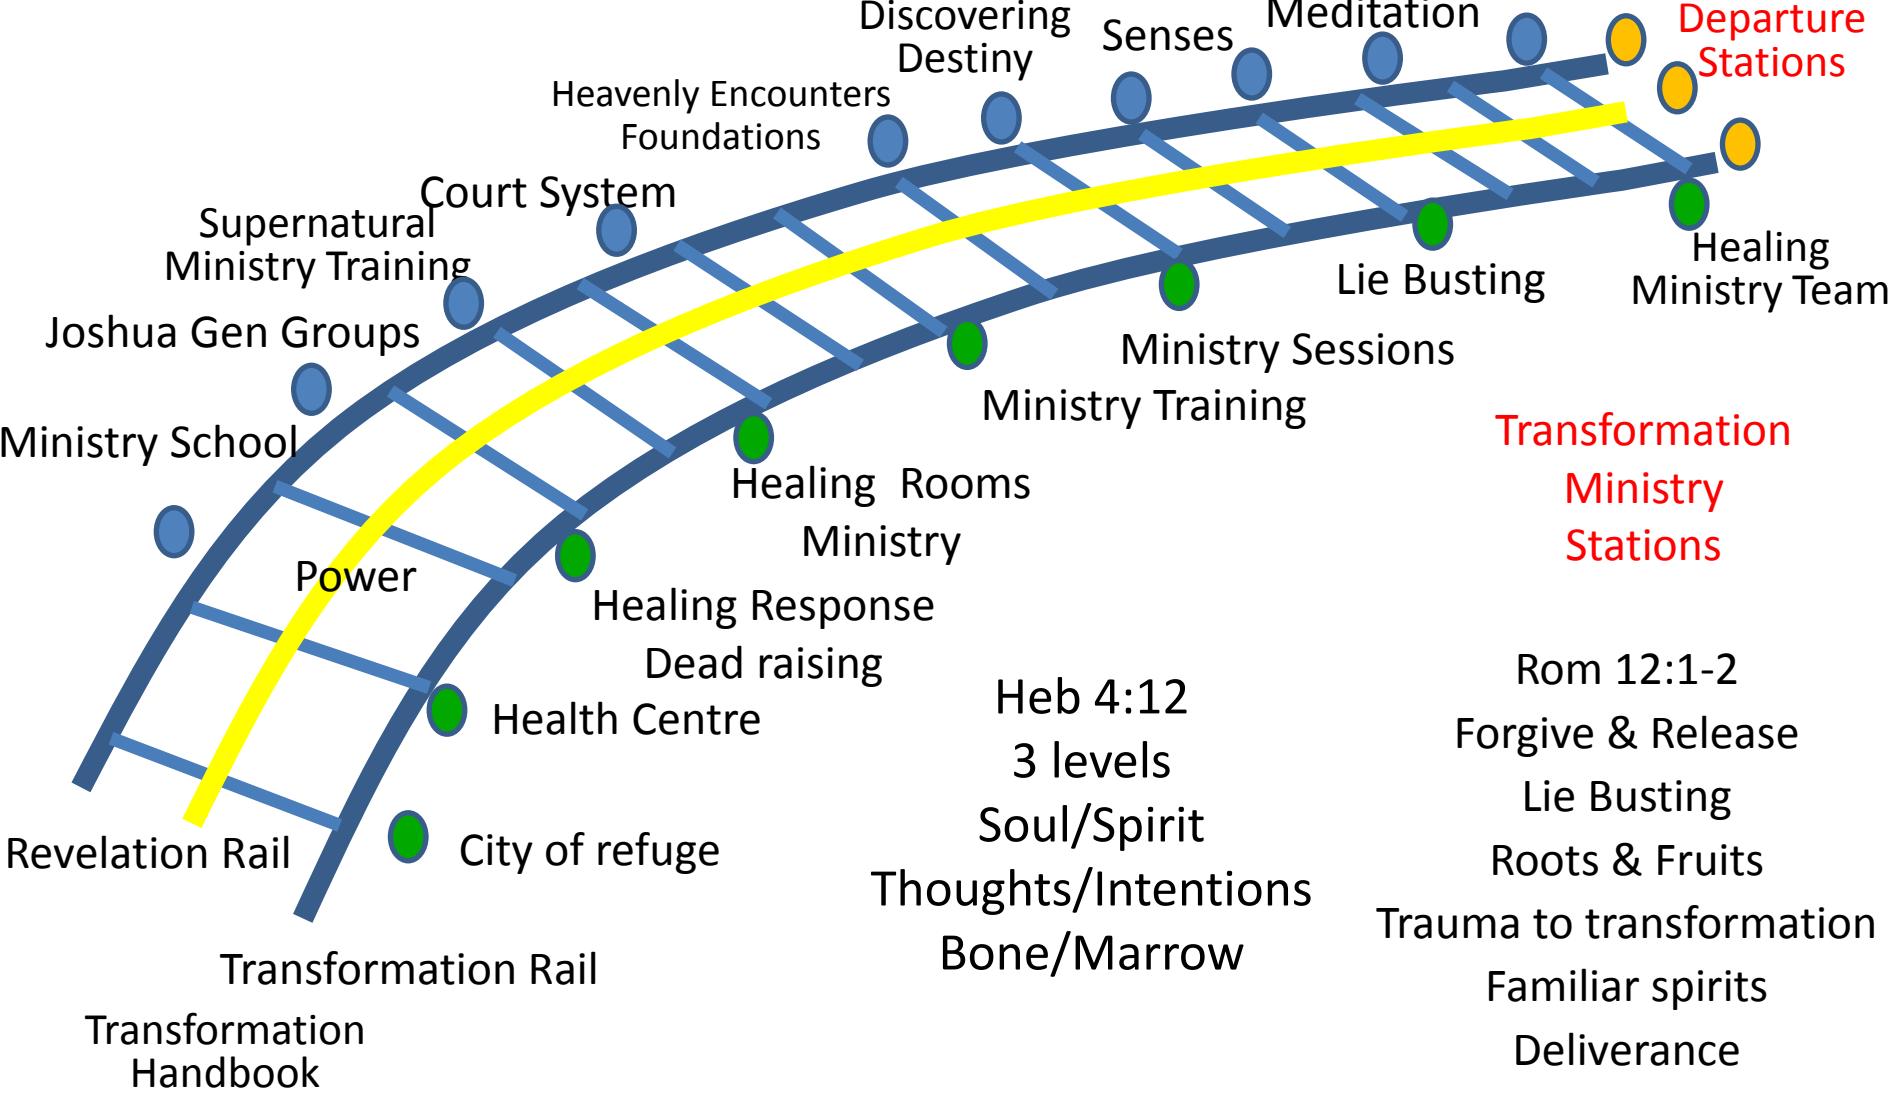 Discovering
Destiny
Senses
Meditation
Departure
Stations
Heavenly Encounters
Foundations
Court System
Supernatural
Ministry Training
Joshua Gen Groups
Ministry School
Power
Healing
Ministry Team
Lie Busting
Ministry Sessions
Ministry Training
Healing Rooms
Ministry
Healing Response
Dead raising
Health Centre
City of refuge
Revelation Rail
Transformation Rail
Transformation
Handbook
Heb 4:12
3 levels
Soul/Spirit
Thoughts/Intentions
Bone/Marrow
Transformation
Ministry
Stations
Rom 12:1-2
Forgive & Release
Lie Busting
Roots & Fruits
Trauma to transformation
Familiar spirits
Deliverance